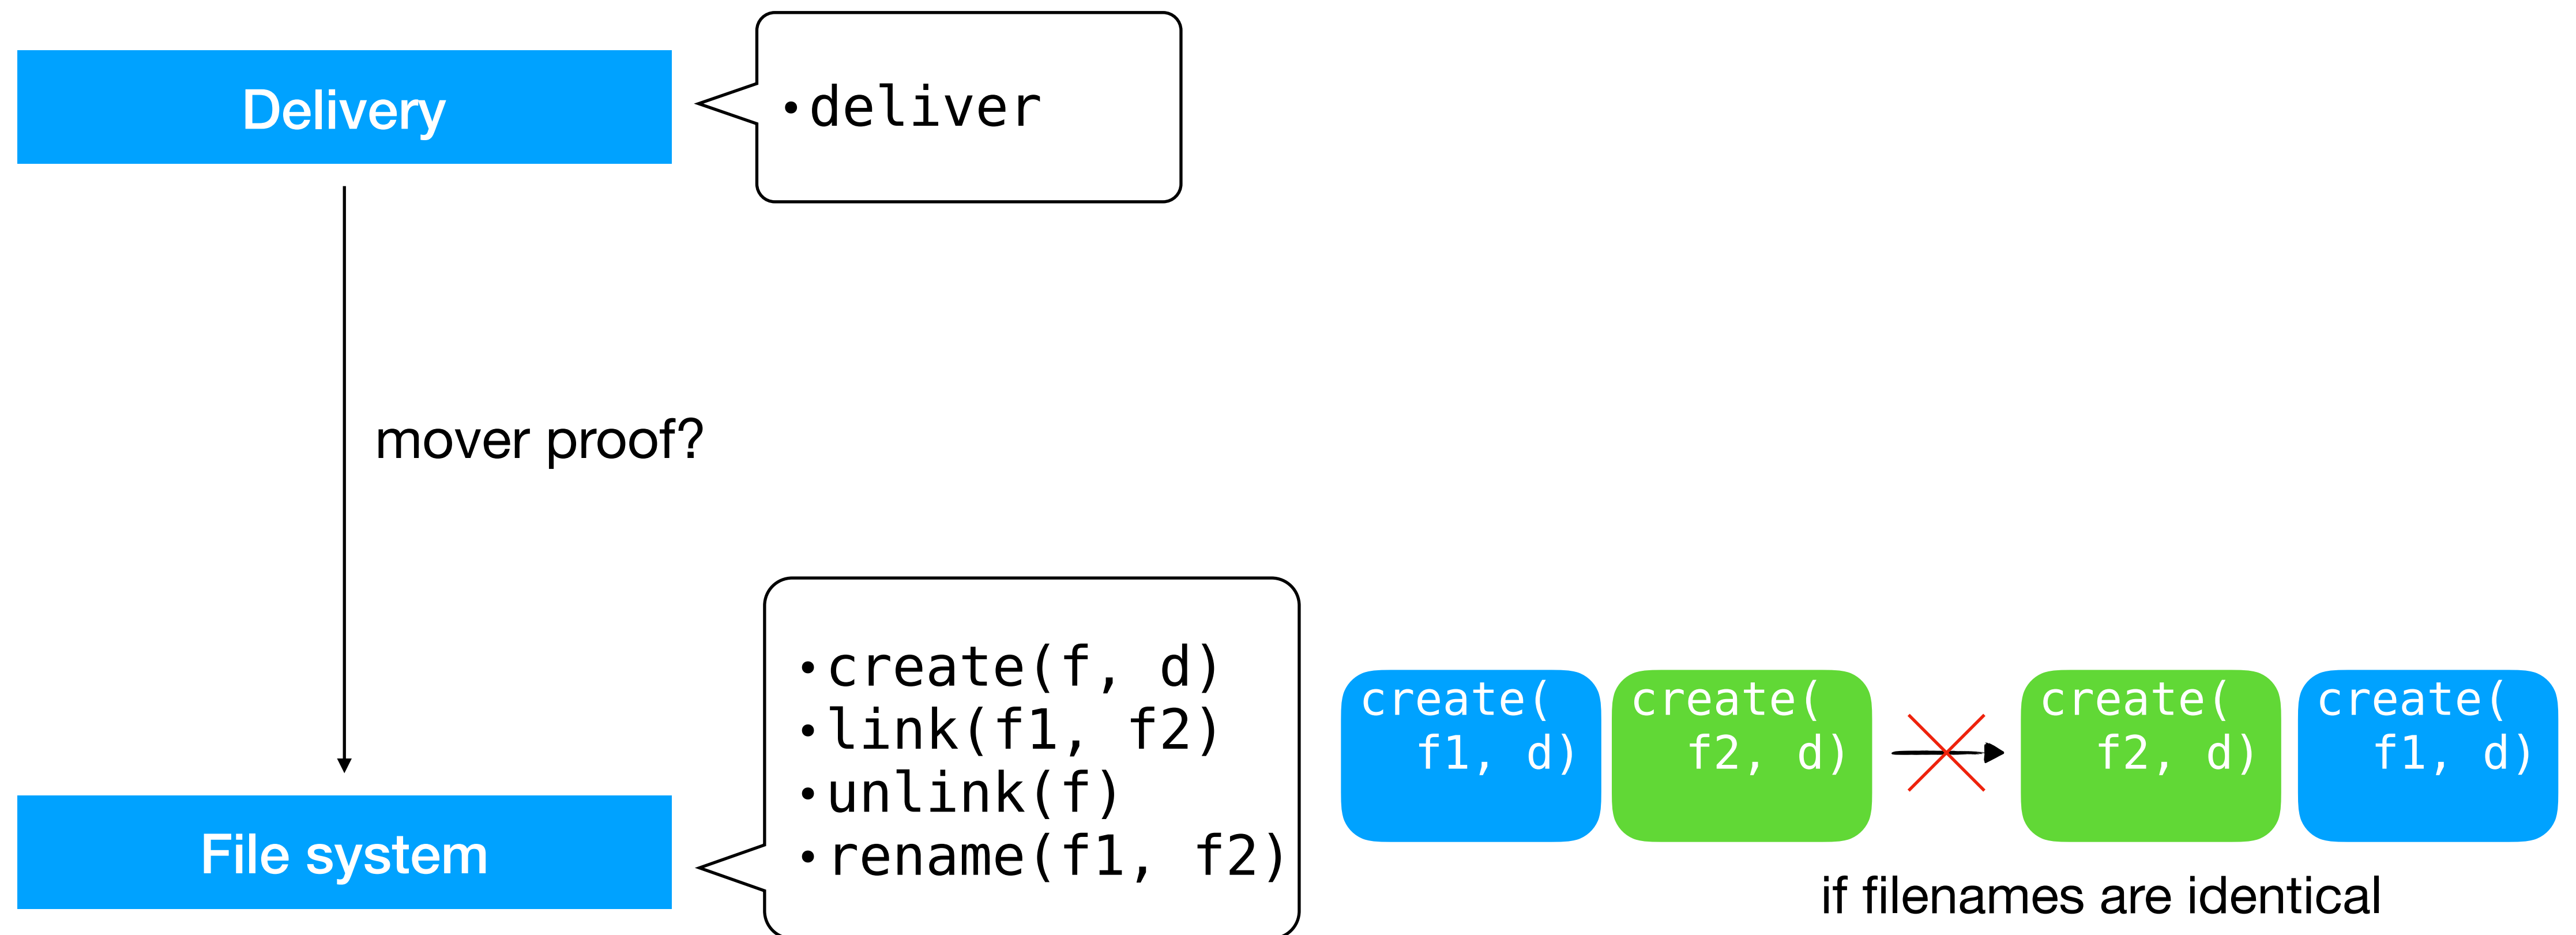 Delivery
•deliver
mover proof?
•create(f, d)
•link(f1, f2)
•unlink(f)
•rename(f1, f2)
File system
create(
f1, d)
create(
f2, d)
create(
f2, d)
create(
f1, d)
if filenames are identical